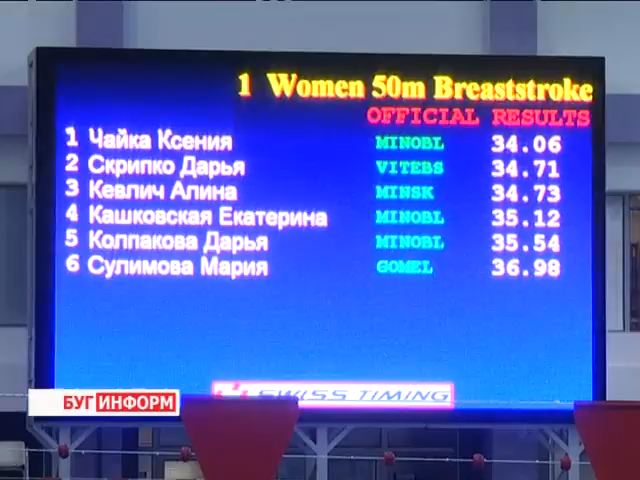 1 Women 50m Breaststroke
OFFICIAL RESULTS
1 Чайка Ксения MINOBL 34.06
2 Скрипко Дарья VITEBS 34.71
3 Кевлич Алина MINSK 34.73
4 Кашковская Екатерина MINOBL 35.12
5 Колпакова Дарья MINOBL 35.54
6 Сулимова Мария GOMEL 36.98
SWISS TIMING
БУГ ИНФОРМ